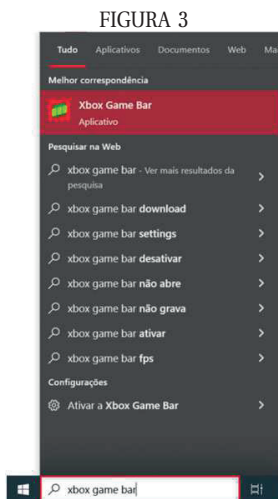 FIGURA 3
Tudo Aplicativos Documentos Web Ma
Melhor correspondência
Xbox Game Bar
Aplicativo
Pesquisar na Web
xbox game bar - Ver mais resultados da
pesquisa
xbox game bar download
xbox game bar settings
xbox game bar desativar
xbox game bar não abre
xbox game bar não grava
xbox game bar ativar
xbox game bar fps
Configurações
Ativar a Xbox Game Bar
xbox game bar